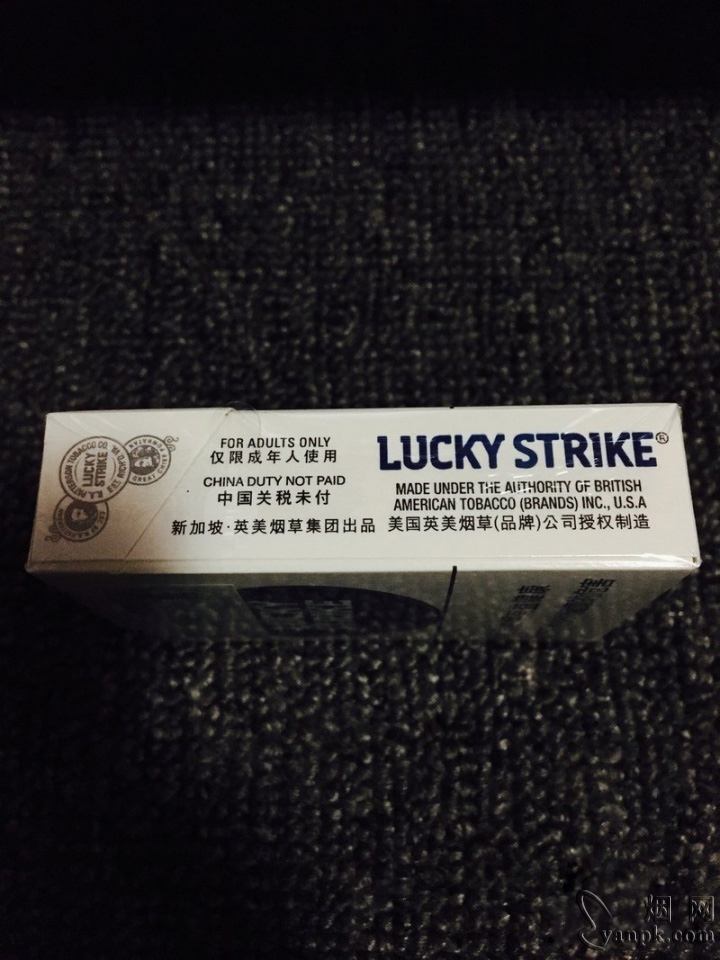 FOR ADULTS ONLY
仅限成年人使用
CHINA DUTY NOT PAID
中国关税未付
新加坡·英美烟草集团出品
LUCKY STRIKE®
MADE UNDER THE AUTHORITY OF BRITISH
AMERICAN TOBACCO (BRANDS) INC., U.S.A
美国英美烟草(品牌)公司授权制造
LUCKY
STRIKE
烟网
yanpk.com